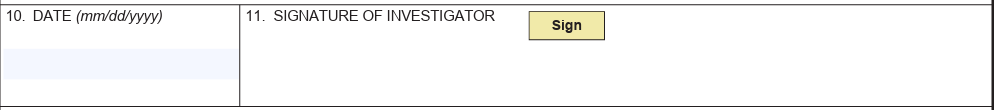 10. DATE (mm/dd/yyyy)
11. SIGNATURE OF INVESTIGATOR
Sign